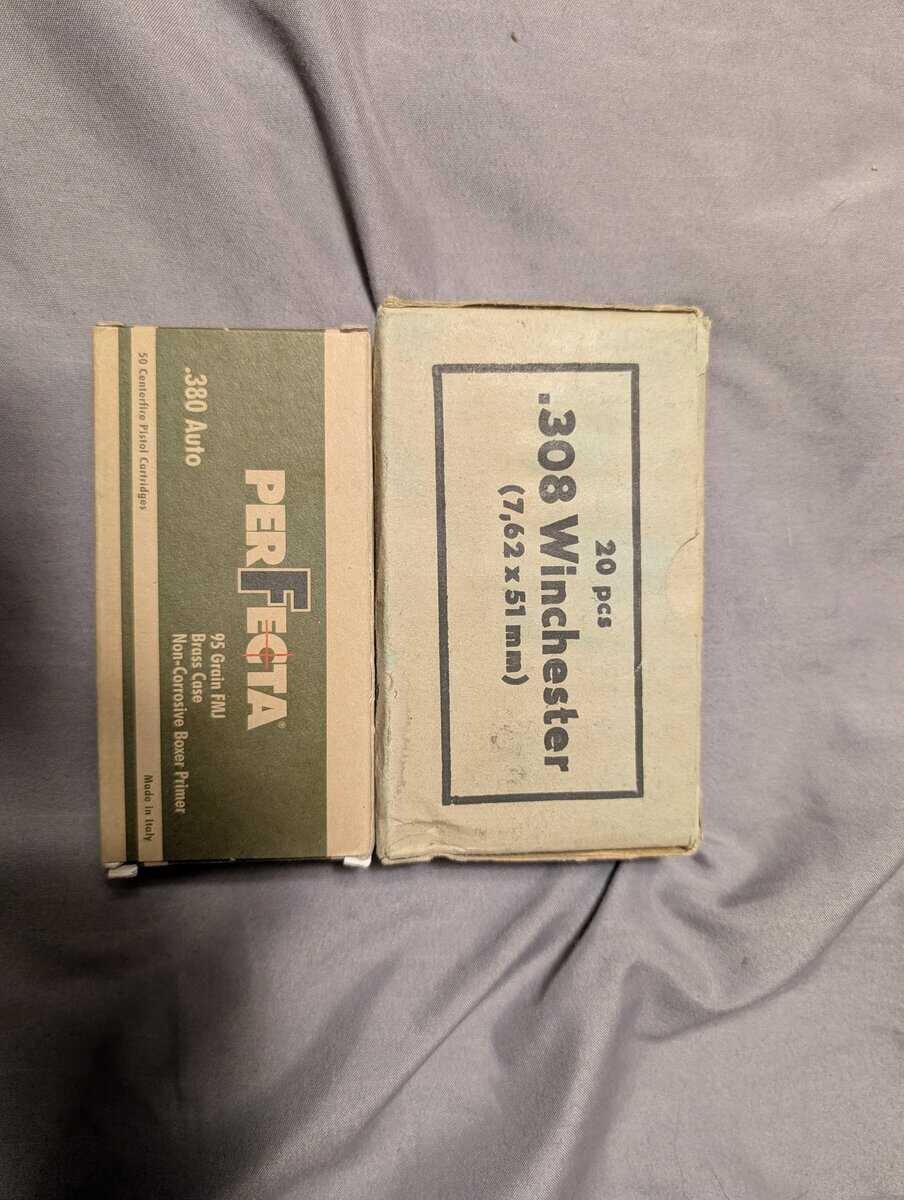 PERFECTA®
.380 Auto
95 Grain FMJ
Brass Case
Non-Corrosive Boxer Primer
50 Centerfire Pistol Cartridges
Made in Italy
20 pcs
.308 Winchester
(7,62 x 51 mm)